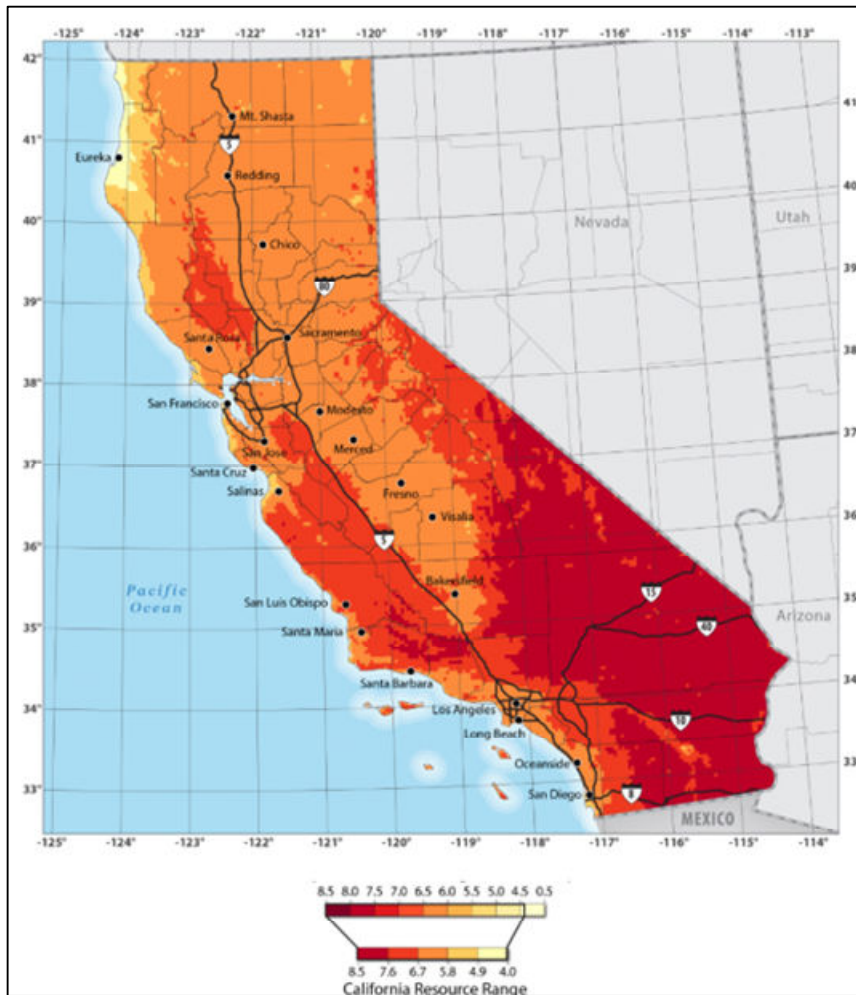 -125° -124° -123° -122° -121° -120° -119° -118° -117° -116° -115° -114° -113°
42°
41°
40°
39°
38°
37°
36°
35°
34°
33°
41°
40°
39°
38°
37°
36°
35°
34°
33°
Mt. Shasta
5
Eureka
Redding
Nevada
Utah
Chico
80
Santa Rosa
Sacramento
San Francisco
Modesto
San Jose
Merced
Santa Cruz
Fresno
Salinas
Visalia
5
Pacific
Ocean
Bakersfield
15
San Luis Obispo
Arizona
40
Santa Maria
Santa Barbara
Los Angeles
10
Long Beach
Oceanside
San Diego
8
MEXICO
-125° -124° -123° -122° -121° -120° -119° -118° -117° -116° -115° -114°
8.5 8.0 7.5 7.0 6.5 6.0 5.5 5.0 4.5 0.5
8.5 7.6 6.7 5.8 4.9 4.0
California Resource Range